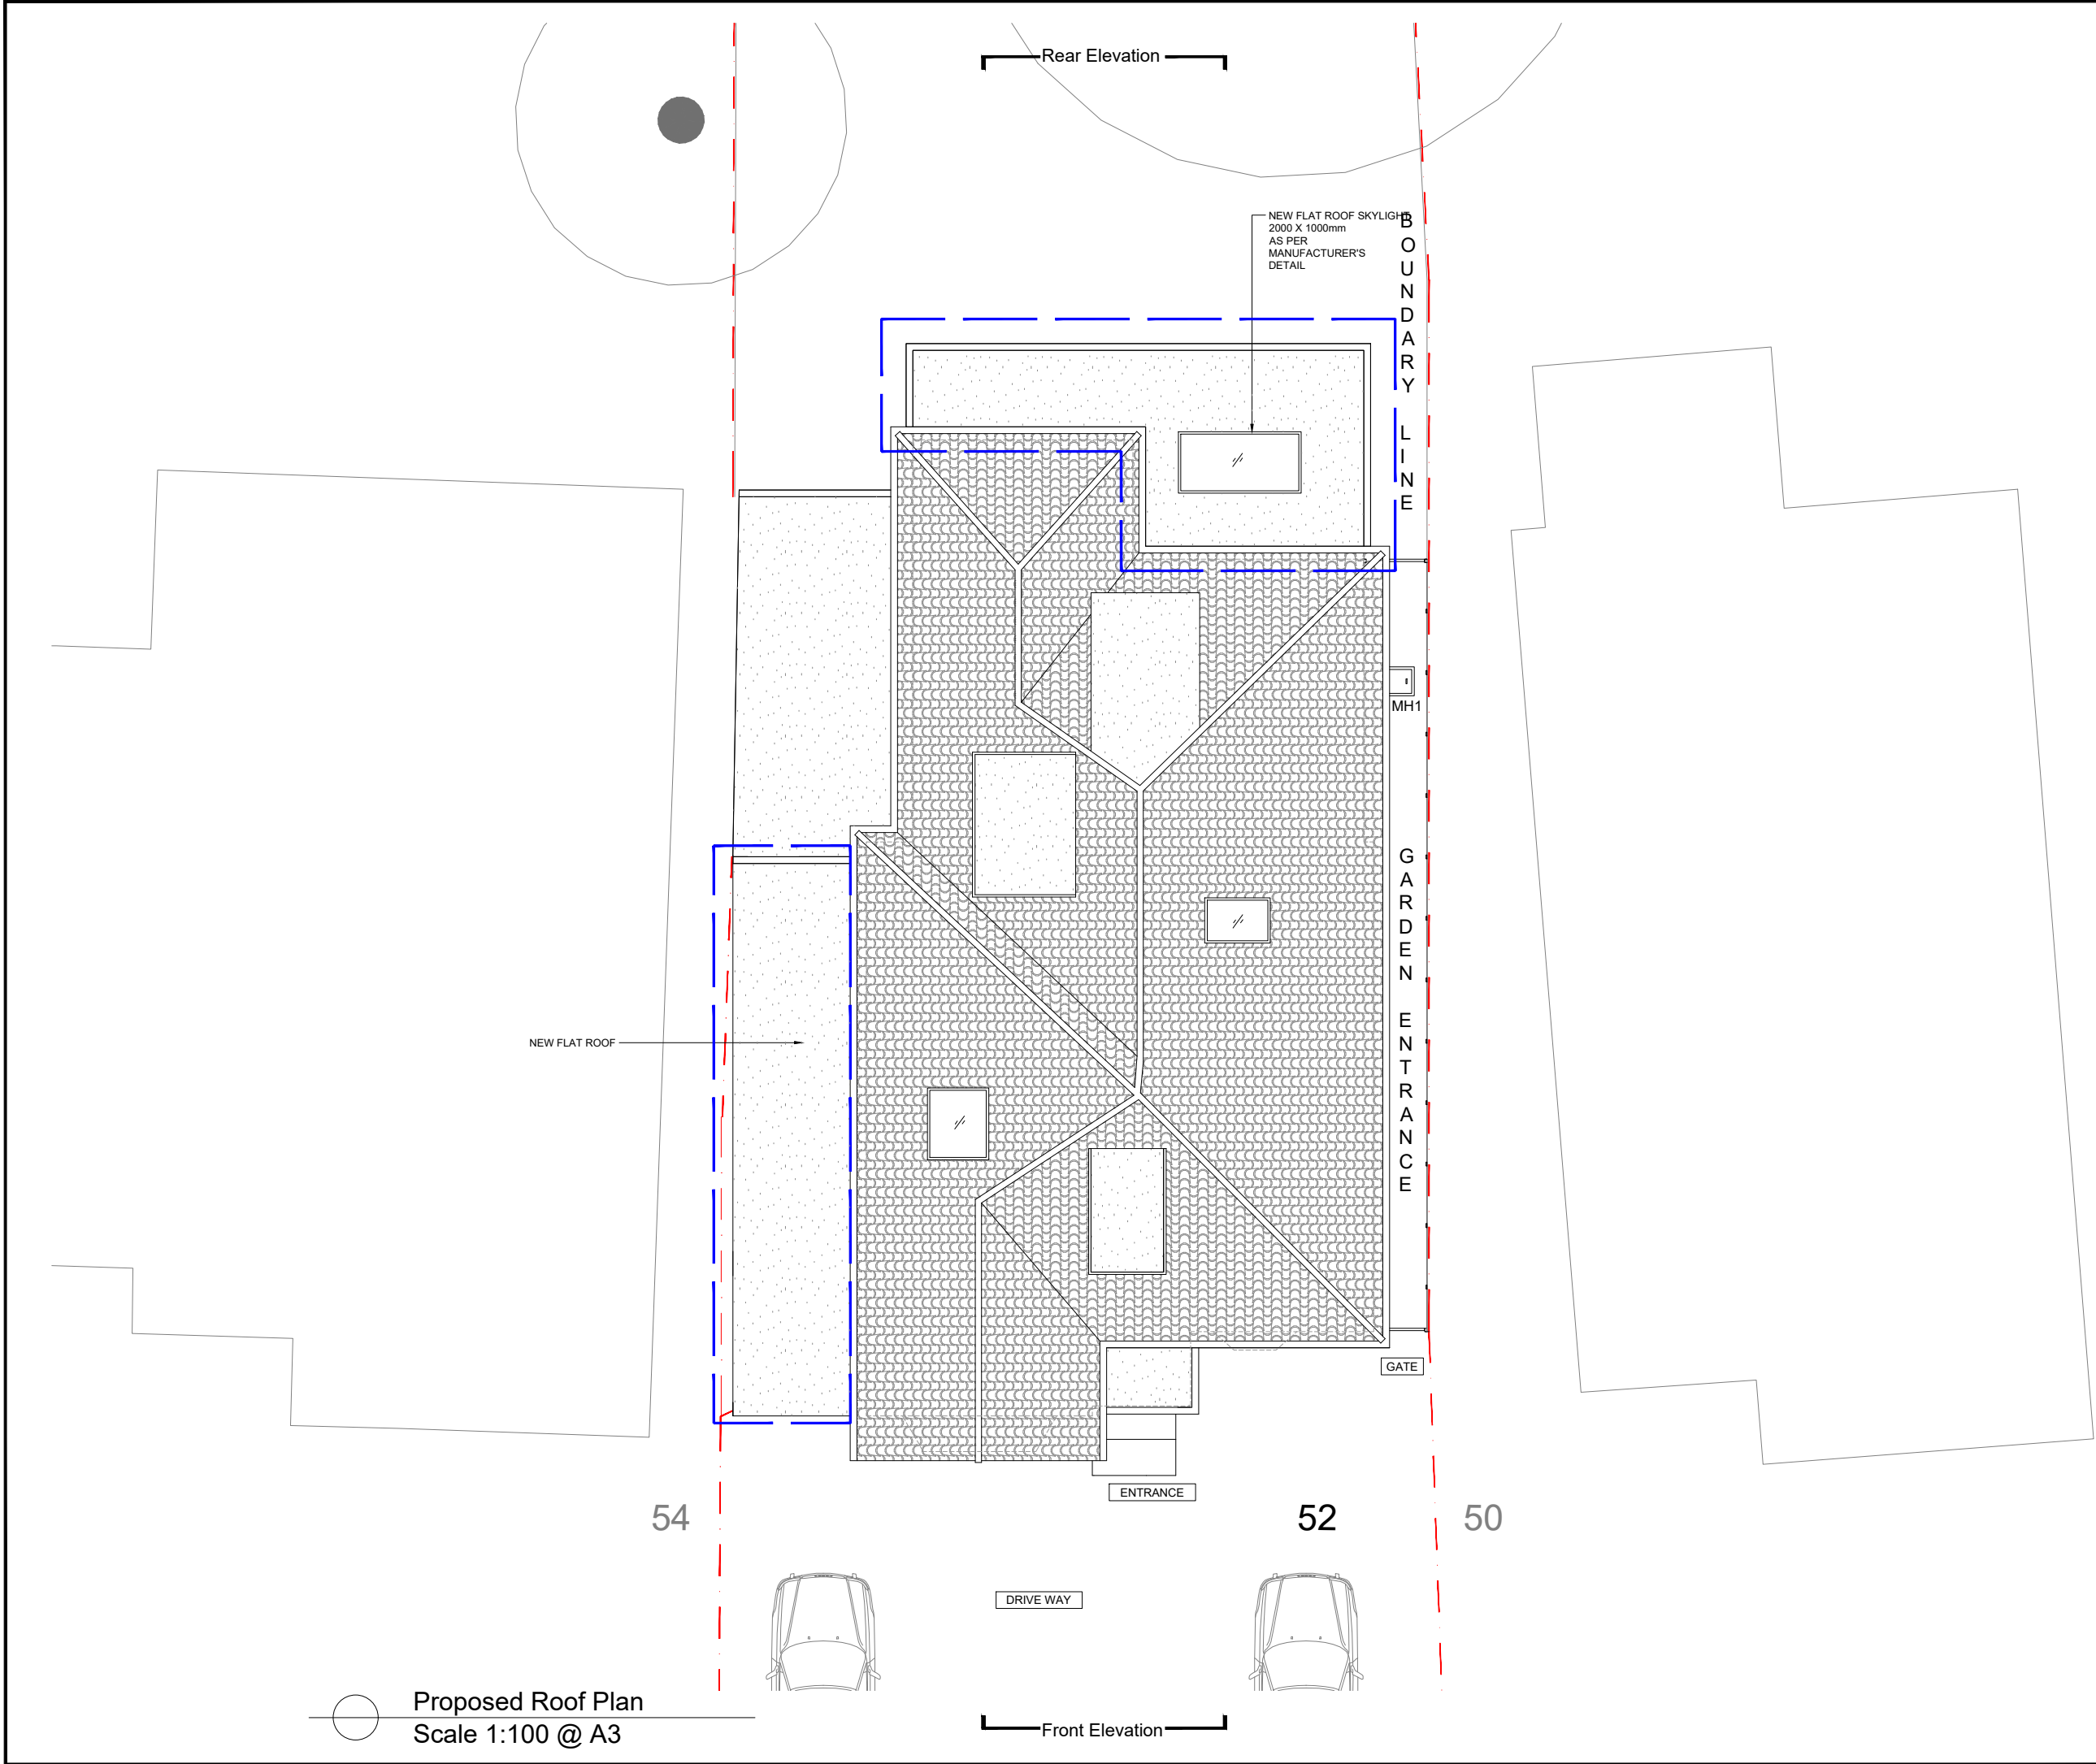 Rear Elevation
NEW FLAT ROOF SKYLIGHT
2000 X 1000mm
AS PER
MANUFACTURER'S
DETAIL
BOUNDARY LINE
MH1
GARDEN ENTRANCE
NEW FLAT ROOF
GATE
ENTRANCE
54
52
50
DRIVE WAY
Proposed Roof Plan
Scale 1:100 @ A3
Front Elevation